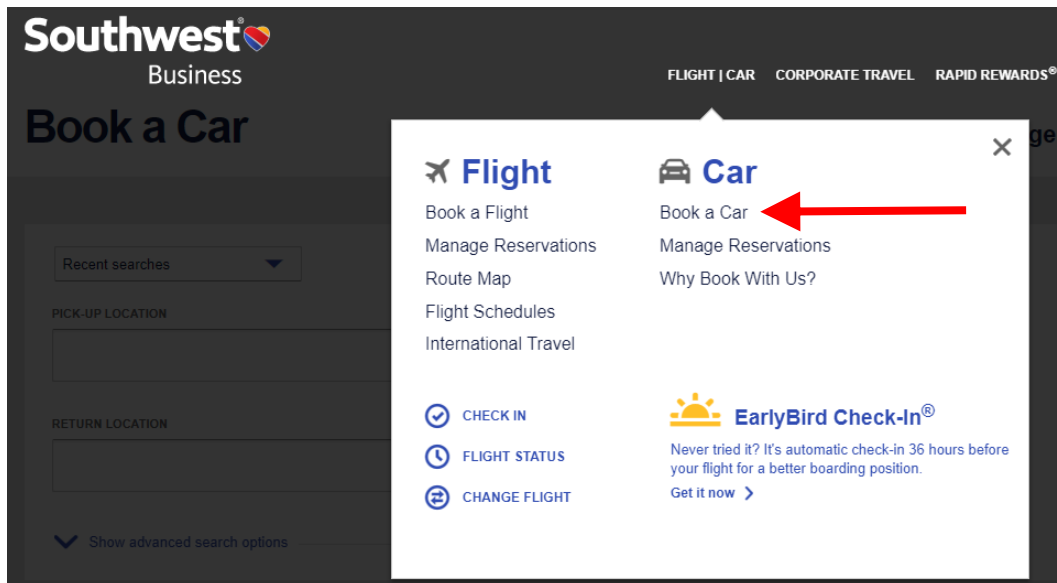 Southwest®
Business
FLIGHT | CAR CORPORATE TRAVEL RAPID REWARDS®
Book a Car
Flight
Book a Flight
Manage Reservations
Route Map
Flight Schedules
International Travel
CHECK IN
FLIGHT STATUS
CHANGE FLIGHT
Car
Book a Car
Manage Reservations
Why Book With Us?
EarlyBird Check-In®
Never tried it? It's automatic check-in 36 hours before
your flight for a better boarding position.
Get it now
Recent searches
PICK-UP LOCATION
RETURN LOCATION
Show advanced search options